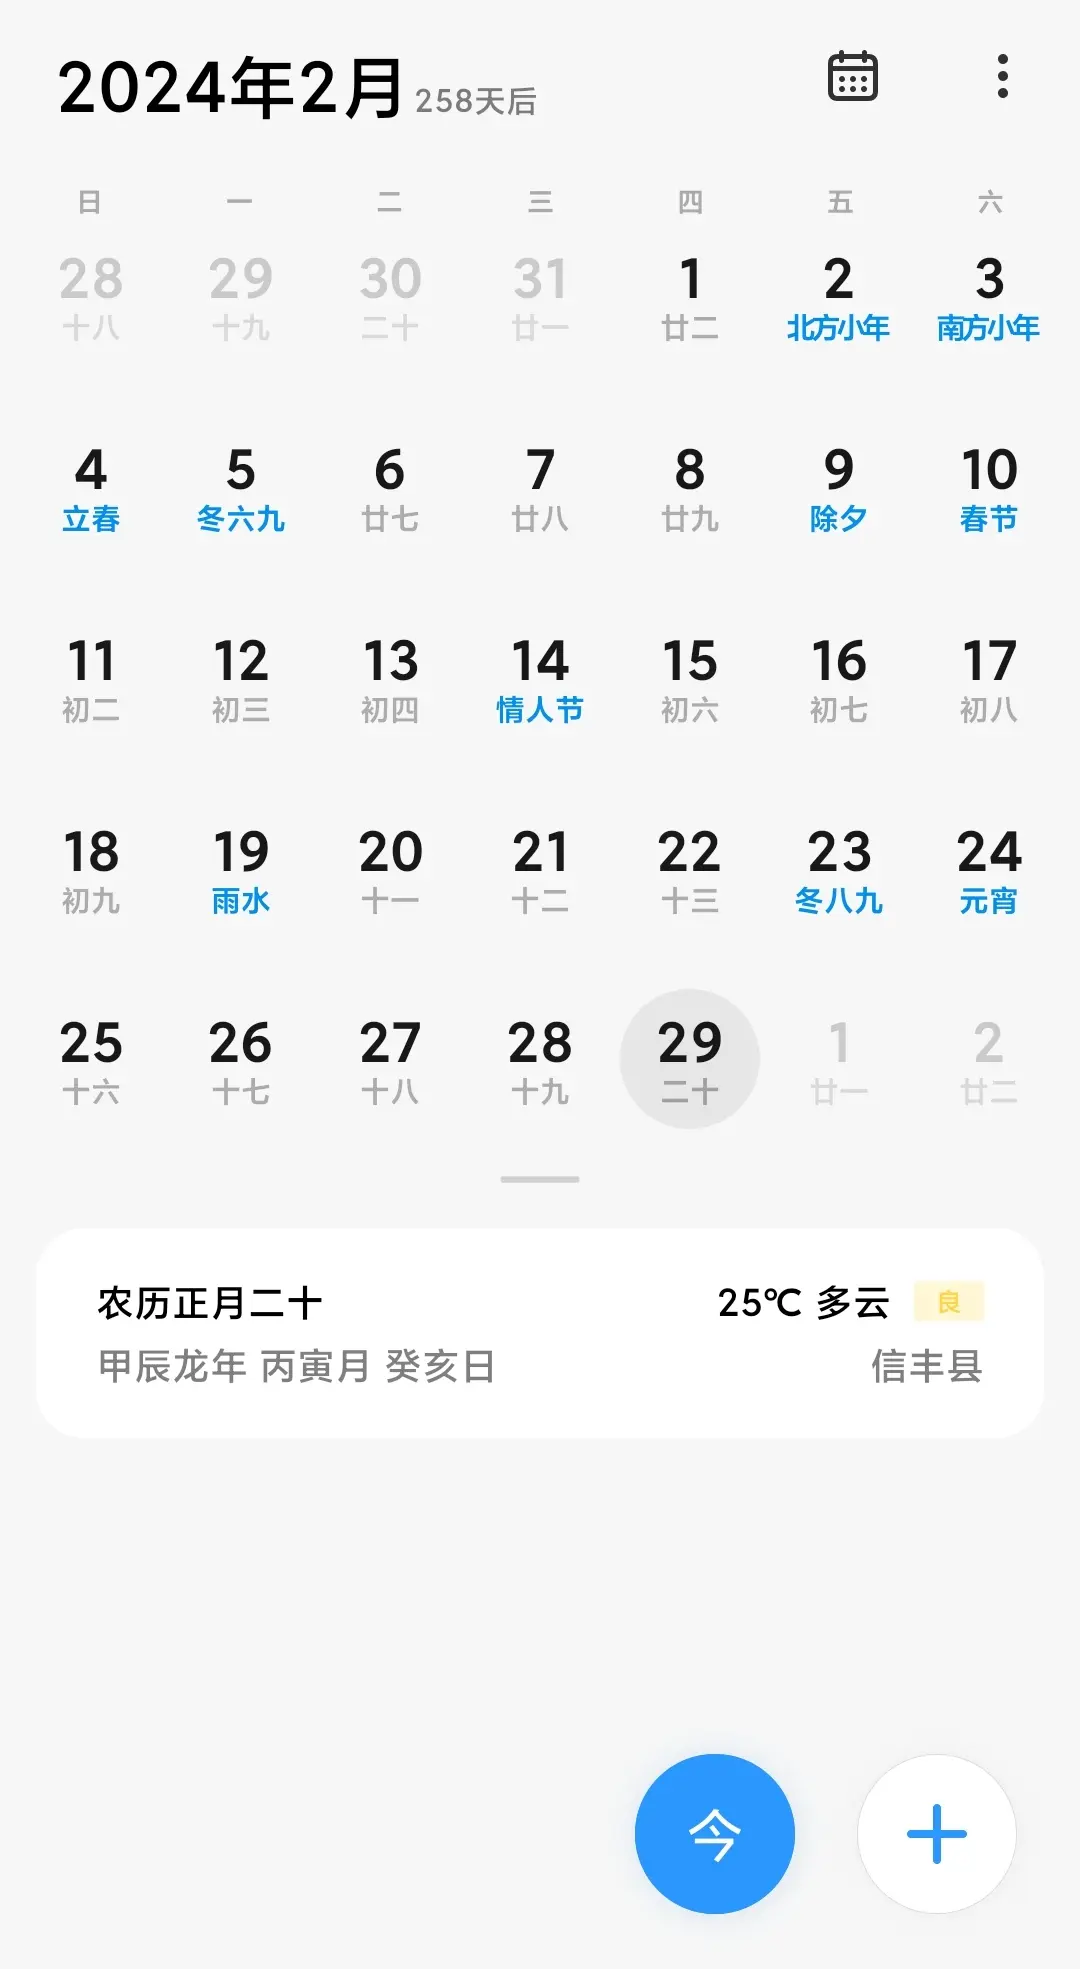 2024年2月 258天后
日 一 二 三 四 五 六
28 29 30 31 1 2 3
十八 十九 二十 廿一 廿二 北方小年 南方小年
4 5 6 7 8 9 10
立春 冬六九 廿七 廿八 廿九 除夕 春节
11 12 13 14 15 16 17
初二 初三 初四 情人节 初六 初七 初八
18 19 20 21 22 23 24
初九 雨水 十一 十二 十三 冬八九 元宵
25 26 27 28 29 1 2
十六 十七 十八 十九 二十 廿一 廿二
农历正月二十 25℃ 多云 良
甲辰龙年 丙寅月 癸亥日 信丰县
今